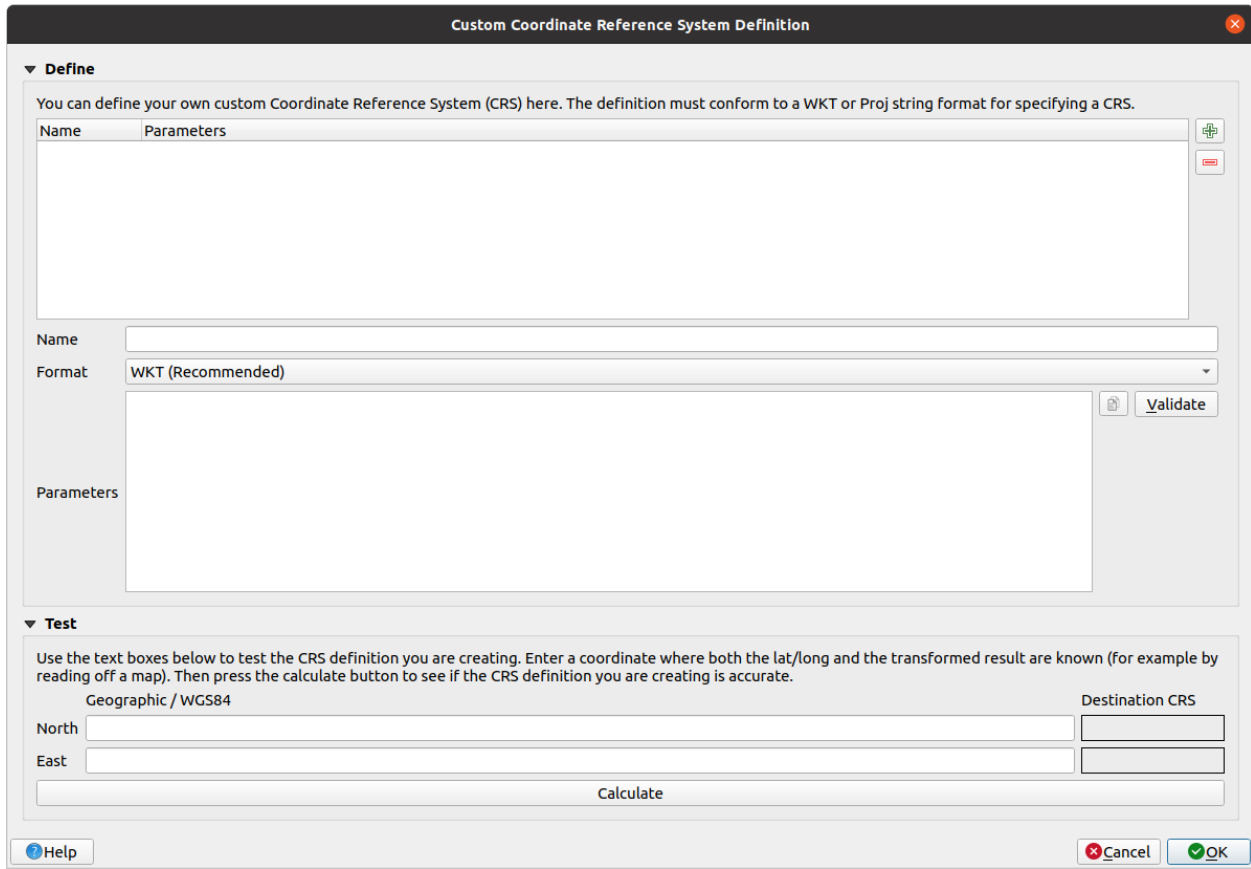 Custom Coordinate Reference System Definition
Define
You can define your own custom Coordinate Reference System (CRS) here. The definition must conform to a WKT or Proj string format for specifying a CRS.
Name Parameters
Name
Format WKT (Recommended)
Validate
Parameters
Test
Use the text boxes below to test the CRS definition you are creating. Enter a coordinate where both the lat/long and the transformed result are known (for example by
reading off a map). Then press the calculate button to see if the CRS definition you are creating is accurate.
Geographic / WGS84 Destination CRS
North
East
Calculate
Help Cancel OK